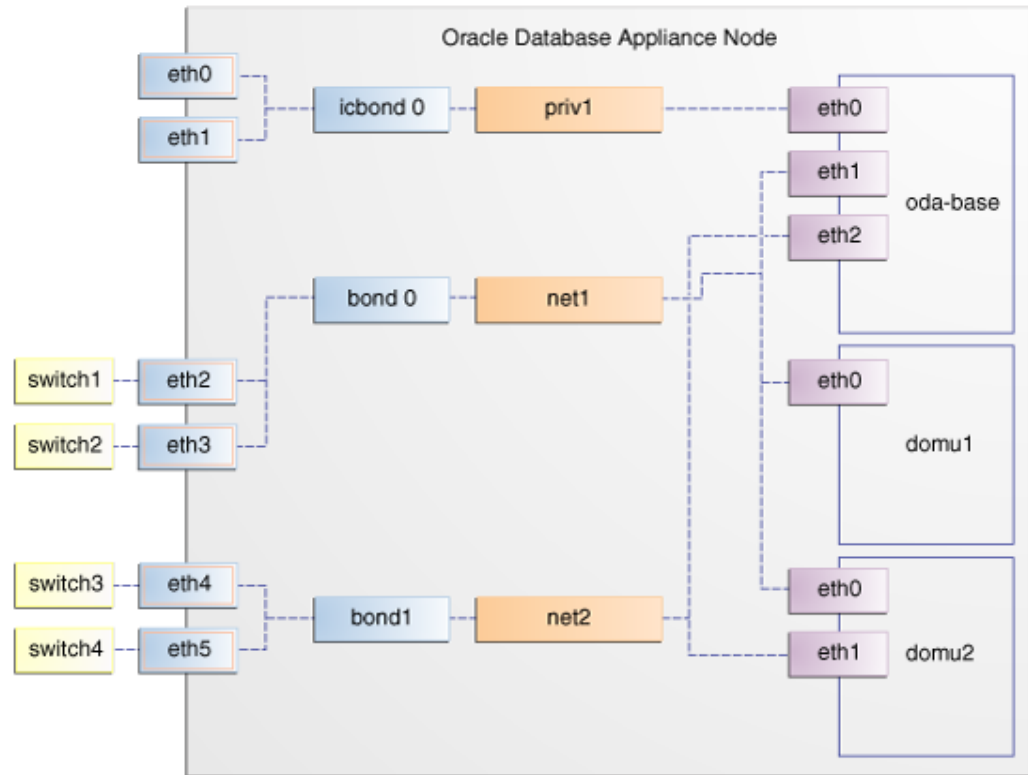 Oracle Database Appliance Node
eth0
icbond 0
priv1
eth0
eth1
eth1
oda-base
eth2
bond 0
net1
switch1
eth2
eth0
switch2
eth3
domu1
switch3
eth4
eth0
bond1
net2
switch4
eth5
eth1
domu2